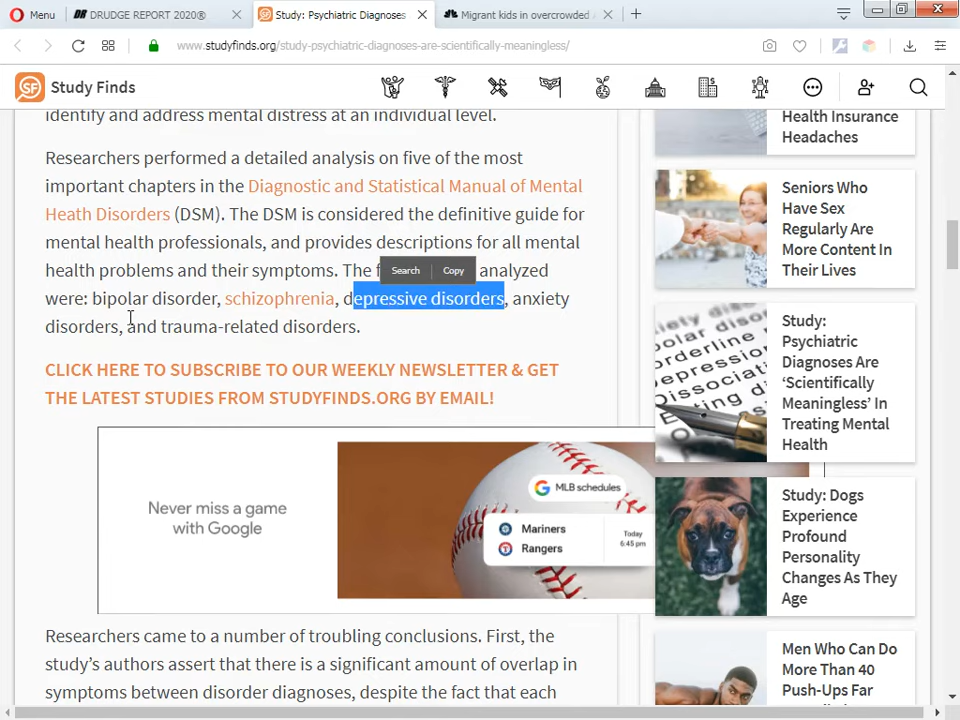 Menu
DRUDGE REPORT 2020®
Study: Psychiatric Diagnoses
Migrant kids in overcrowded
www.studyfinds.org/study-psychiatric-diagnoses-are-scientifically-meaningless/
SF
Study Finds
identify and address mental distress at an individual level.
Researchers performed a detailed analysis on five of the most
important chapters in the Diagnostic and Statistical Manual of Mental
Heath Disorders (DSM). The DSM is considered the definitive guide for
mental health professionals, and provides descriptions for all mental
health problems and their symptoms. The f
Search
Copy
analyzed
were: bipolar disorder, schizophrenia, depressive disorders, anxiety
disorders, and trauma-related disorders.
CLICK HERE TO SUBSCRIBE TO OUR WEEKLY NEWSLETTER & GET
THE LATEST STUDIES FROM STUDYFINDS.ORG BY EMAIL!
Never miss a game
with Google
G MLB schedules
Mariners
Rangers
Today
6:45 pm
Researchers came to a number of troubling conclusions. First, the
study's authors assert that there is a significant amount of overlap in
symptoms between disorder diagnoses, despite the fact that each
Health Insurance
Headaches
Seniors Who
Have Sex
Regularly Are
More Content In
Their Lives
Study:
Psychiatric
Diagnoses Are
‘Scientifically
Meaningless’ In
Treating Mental
Health
Study: Dogs
Experience
Profound
Personality
Changes As They
Age
Men Who Can Do
More Than 40
Push-Ups Far